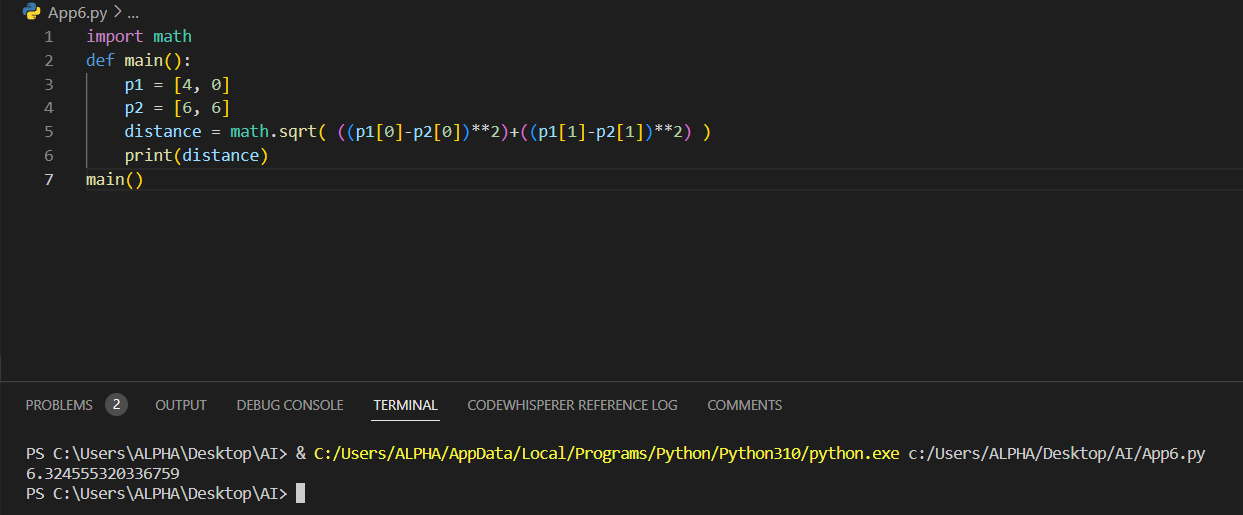 App6.py > ...
1 import math
2 def main():
3     p1 = [4, 0]
4     p2 = [6, 6]
5     distance = math.sqrt( ((p1[0]-p2[0])**2)+((p1[1]-p2[1])**2) )
6     print(distance)
7 main()
PROBLEMS 2 OUTPUT DEBUG CONSOLE TERMINAL CODEWHISPERER REFERENCE LOG COMMENTS
PS C:\Users\ALPHA\Desktop\AI> & C:/Users/ALPHA/AppData/Local/Programs/Python/Python310/python.exe c:/Users/ALPHA/Desktop/AI/App6.py
6.324555320336759
PS C:\Users\ALPHA\Desktop\AI>